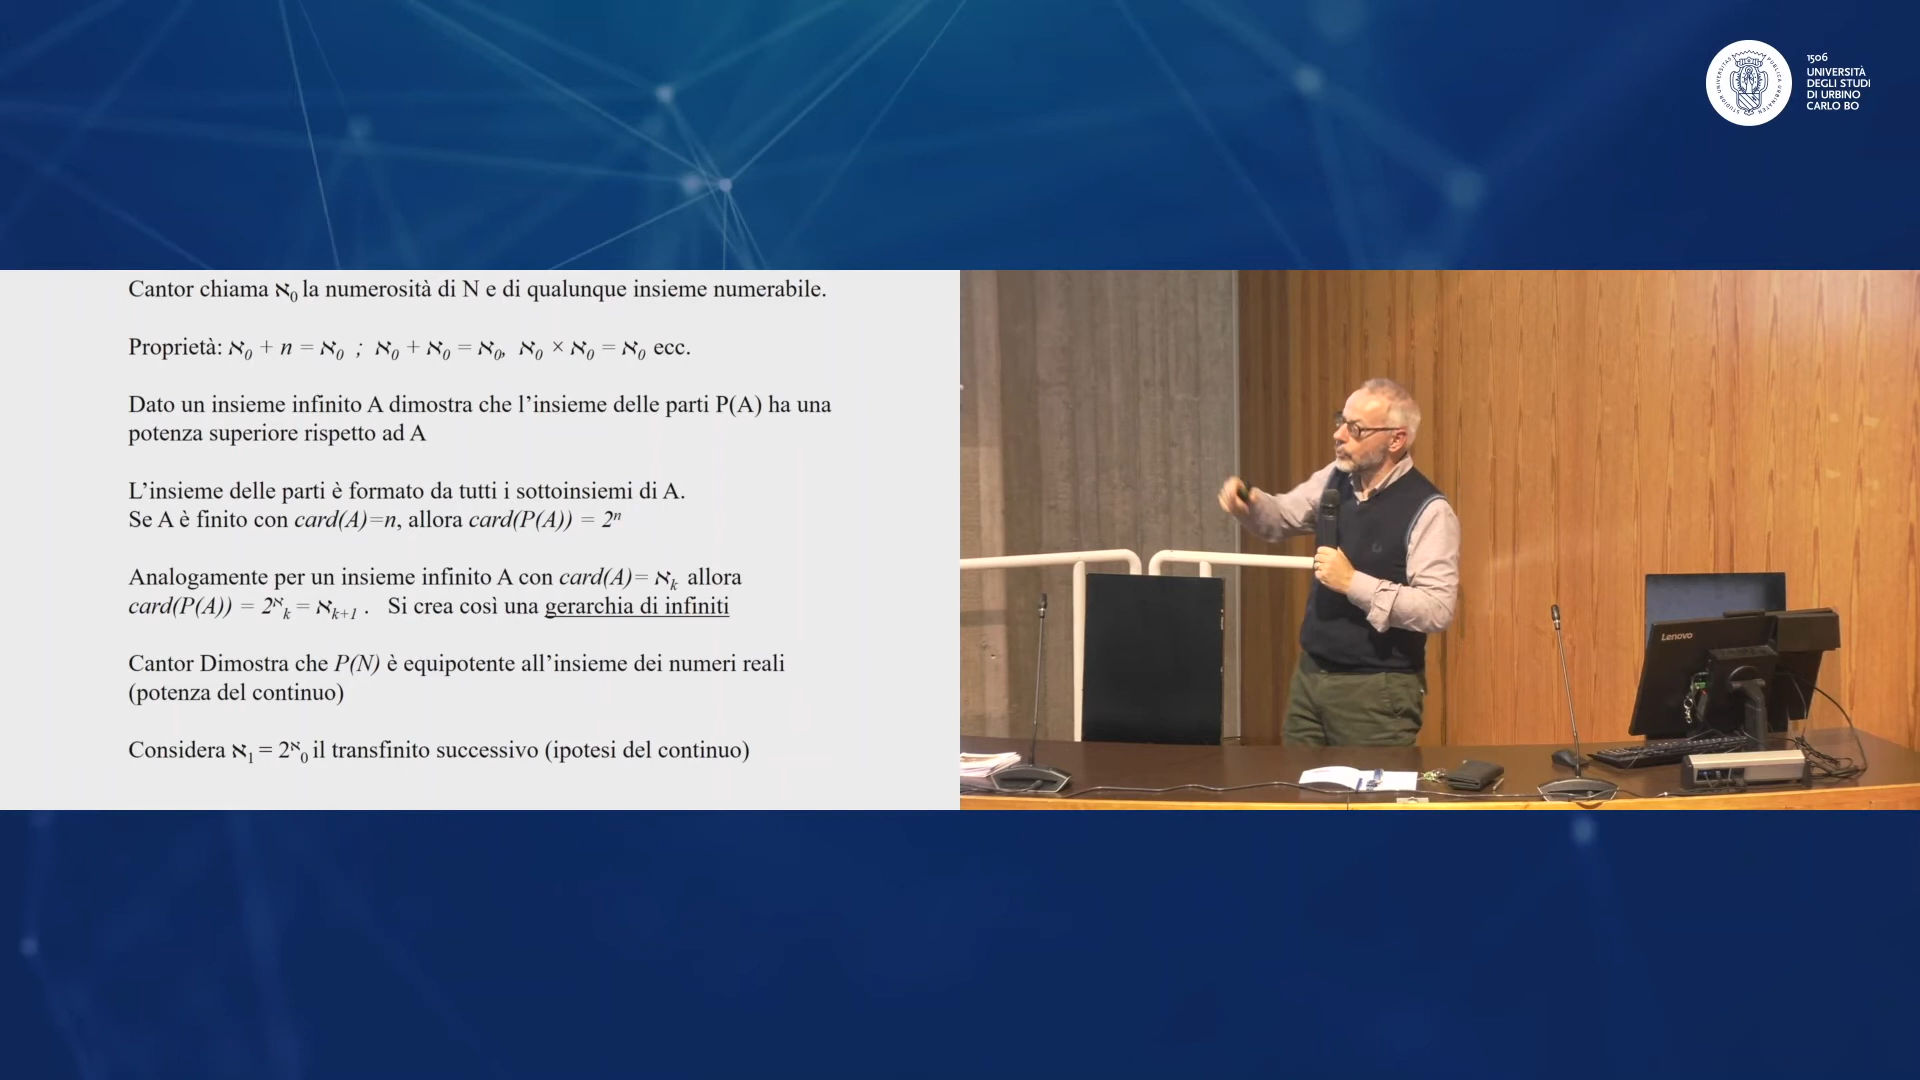 1506
UNIVERSITÀ
DEGLI STUDI
DI URBINO
CARLO BO
Cantor chiama ℵ₀ la numerosità di N e di qualunque insieme numerabile.
Proprietà: ℵ₀ + n = ℵ₀ ; ℵ₀ + ℵ₀ = ℵ₀, ℵ₀ × ℵ₀ = ℵ₀ ecc.
Dato un insieme infinito A dimostra che l’insieme delle parti P(A) ha una
potenza superiore rispetto ad A
L’insieme delle parti è formato da tutti i sottoinsiemi di A.
Se A è finito con card(A)=n, allora card(P(A)) = 2ⁿ
Analogamente per un insieme infinito A con card(A)= ℵₖ allora
card(P(A)) = 2^ℵₖ = ℵₖ₊₁ . Si crea così una gerarchia di infiniti
Cantor Dimostra che P(N) è equipotente all’insieme dei numeri reali
(potenza del continuo)
Considera ℵ₁ = 2^ℵ₀ il transfinito successivo (ipotesi del continuo)
Lenovo